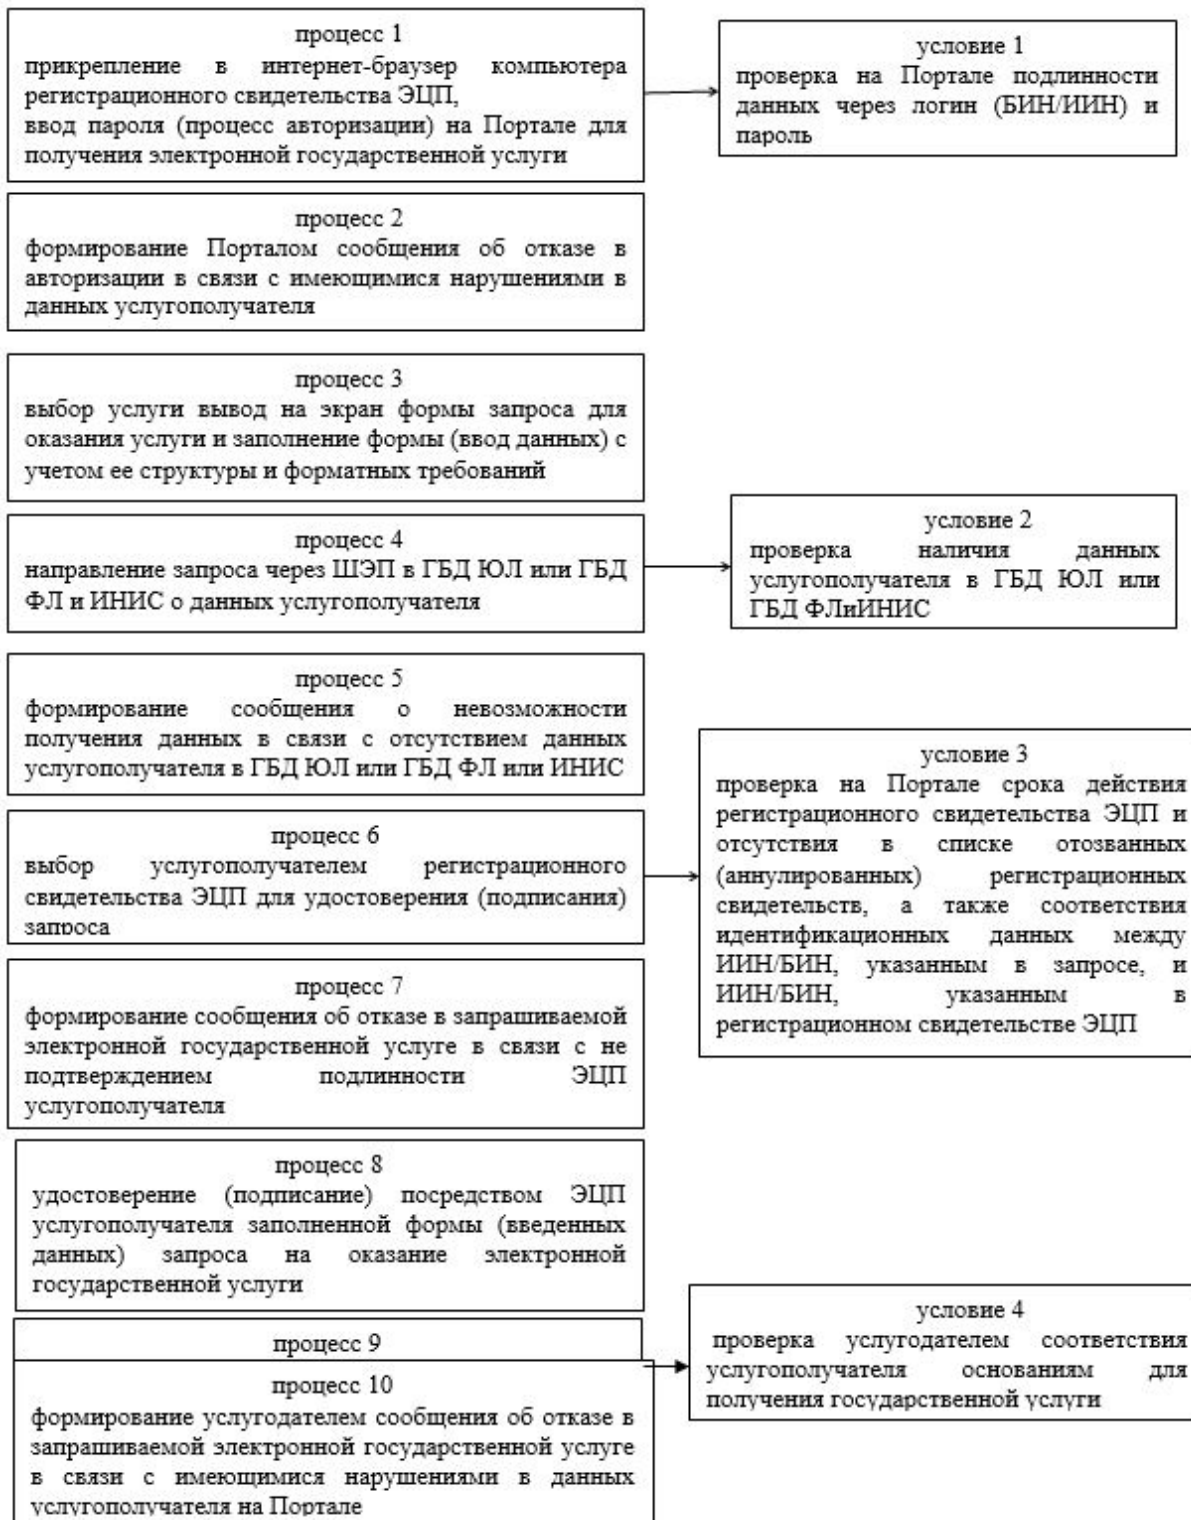 процесс 1
прикрепление в интернет-браузер компьютера
регистрационного свидетельства ЭЦП,
ввод пароля (процесс авторизации) на Портале для
получения электронной государственной услуги
условие 1
проверка на Портале подлинности
данных через логин (БИН/ИИН) и
пароль
процесс 2
формирование Порталом сообщения об отказе в
авторизации в связи с имеющимися нарушениями в
данных услугополучателя
процесс 3
выбор услуги вывод на экран формы запроса для
оказания услуги и заполнение формы (ввод данных) с
учетом ее структуры и форматных требований
процесс 4
направление запроса через ШЭП в ГБД ЮЛ или ГБД
ФЛ и ИНИС о данных услугополучателя
условие 2
проверка наличия данных
услугополучателя в ГБД ЮЛ или
ГБД ФЛиИНИС
процесс 5
формирование сообщения о невозможности
получения данных в связи с отсутствием данных
услугополучателя в ГБД ЮЛ или ГБД ФЛ или ИНИС
процесс 6
выбор услугополучателем регистрационного
свидетельства ЭЦП для удостоверения (подписания)
запроса
условие 3
проверка на Портале срока действия
регистрационного свидетельства ЭЦП и
отсутствия в списке отозванных
(аннулированных) регистрационных
свидетельств, а также соответствия
идентификационных данных между
ИИН/БИН, указанным в запросе, и
ИИН/БИН, указанным в
регистрационном свидетельстве ЭЦП
процесс 7
формирование сообщения об отказе в запрашиваемой
электронной государственной услуге в связи с не
подтверждением подлинности ЭЦП
услугополучателя
процесс 8
удостоверение (подписание) посредством ЭЦП
услугополучателя заполненной формы (введенных
данных) запроса на оказание электронной
государственной услуги
процесс 9
условие 4
проверка услугодателем соответствия
услугополучателя основаниям для
получения государственной услуги
процесс 10
формирование услугодателем сообщения об отказе в
запрашиваемой электронной государственной услуге
в связи с имеющимися нарушениями в данных
услугополучателя на Портале